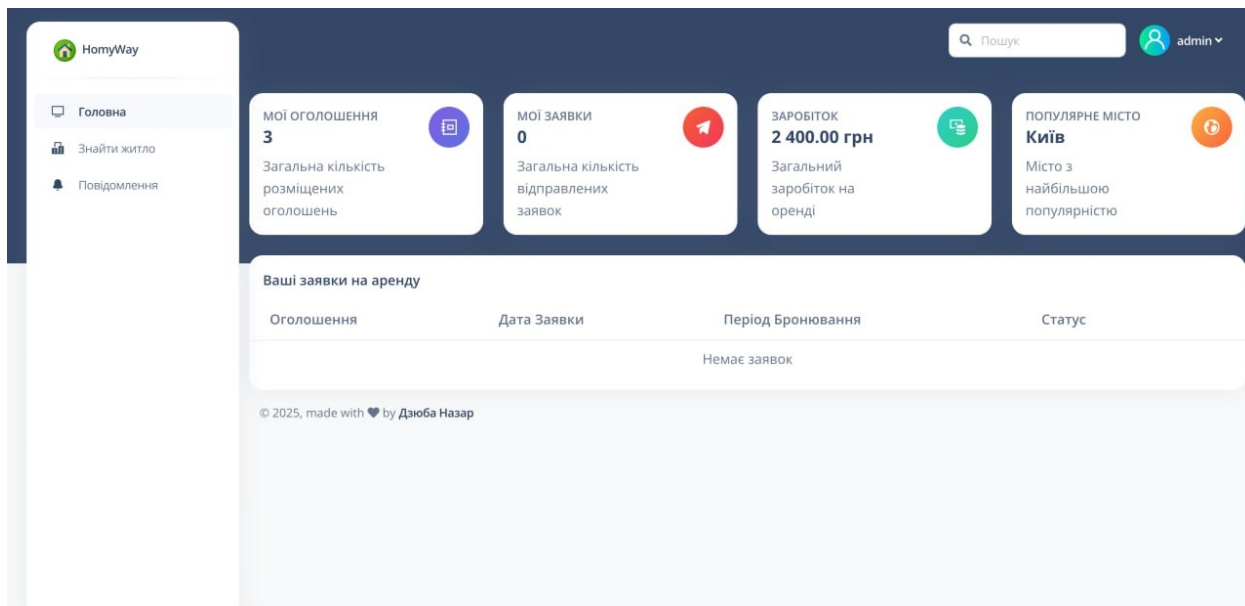 HomyWay
Пошук
admin
Головна
Знайти житло
Повідомлення
МОЇ ОГОЛОШЕННЯ
3
Загальна кількість
розміщених
оголошень
МОЇ ЗАЯВКИ
0
Загальна кількість
відправлених
заявок
ЗАРОБІТОК
2 400.00 грн
Загальний
заробіток на
оренді
ПОПУЛЯРНЕ МІСТО
Київ
Місто з
найбільшою
популярністю
Ваші заявки на аренду
Оголошення Дата Заявки Період Бронювання Статус
Немає заявок
© 2025, made with ♥ by Дзюба Назар